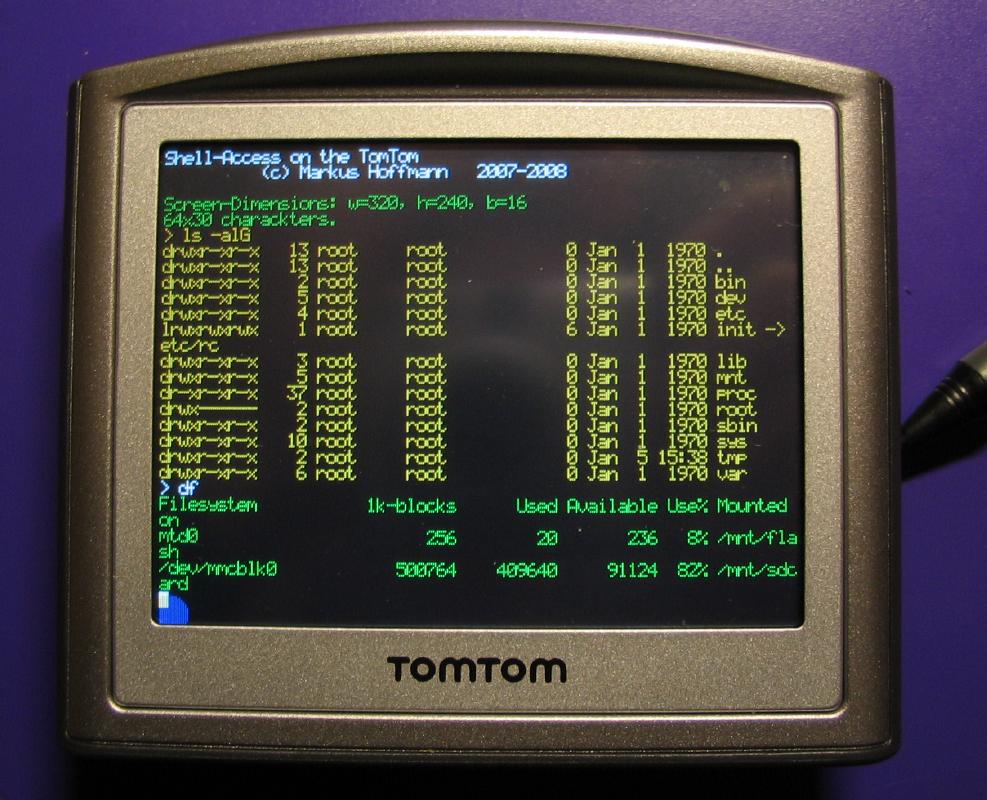 Shell-Access on the TomTom
(c) Markus Hoffmann 2007-2008
Screen-Dimensions: w=320, h=240, b=16
64x30 charackters.
> ls -alG
drwxr-xr-x 13 root root 0 Jan 1 1970 .
drwxr-xr-x 13 root root 0 Jan 1 1970 ..
drwxr-xr-x 2 root root 0 Jan 1 1970 bin
drwxr-xr-x 5 root root 0 Jan 1 1970 dev
drwxr-xr-x 4 root root 0 Jan 1 1970 etc
lrwxrwxrwx 1 root root 6 Jan 1 1970 init ->
etc/rc
drwxr-xr-x 3 root root 0 Jan 1 1970 lib
drwxr-xr-x 5 root root 0 Jan 1 1970 mnt
dr-xr-xr-x 37 root root 0 Jan 1 1970 proc
drwx------ 2 root root 0 Jan 1 1970 root
drwxr-xr-x 2 root root 0 Jan 1 1970 sbin
drwxr-xr-x 10 root root 0 Jan 1 1970 sys
drwxr-xr-x 2 root root 0 Jan 5 15:38 tmp
drwxr-xr-x 6 root root 0 Jan 1 1970 var
> df
Filesystem 1k-blocks Used Available Use% Mounted
on
mtd0 256 20 236 8% /mnt/fla
sh
/dev/mmcblk0 500764 409640 91124 82% /mnt/sdc
ard
TOMTOM